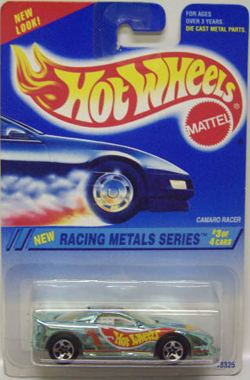 NEW
LOOK!
FOR AGES
OVER 3 YEARS.
DIE CAST METAL PARTS.
HOT WHEELS
MATTEL
CAMARO RACER
NEW RACING METALS SERIES™ #3 OF
4 CARS
HOT WHEELS